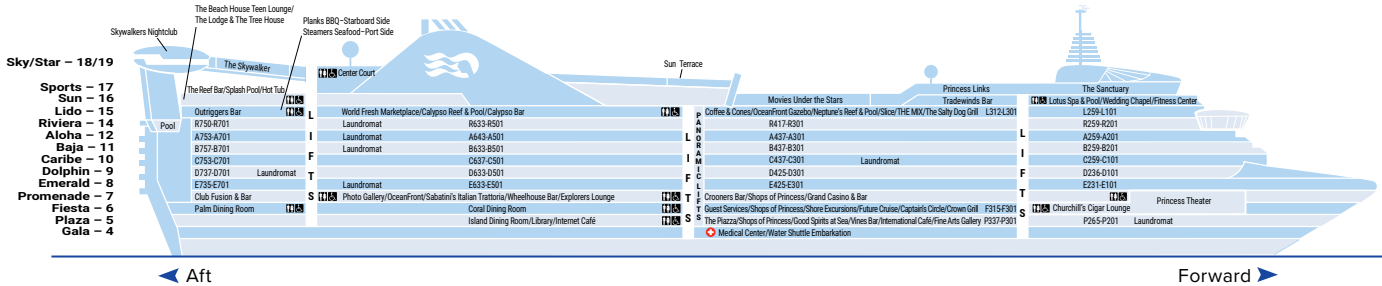 The Beach House Teen Lounge/
The Lodge & The Tree House
Planks BBQ–Starboard Side
Steamers Seafood–Port Side
Skywalkers Nightclub
Sky/Star – 18/19
The Skywalker
Center Court
Sun Terrace
Sports – 17
The Reef Bar/Splash Pool/Hot Tub
Princess Links
The Sanctuary
Sun – 16
Movies Under the Stars
Tradewinds Bar
Lotus Spa & Pool/Wedding Chapel/Fitness Center
Lido – 15
Outriggers Bar
World Fresh Marketplace/Calypso Reef & Pool/Calypso Bar
Coffee & Cones/OceanFront Gazebo/Neptune's Reef & Pool/Slice/THE MIX/The Salty Dog Grill L312-L301
L259-L101
Riviera – 14
Pool
R750-R701
Laundromat
R633-R501
R417-R301
R259-R201
Aloha – 12
A753-A701
Laundromat
A643-A501
A437-A301
A259-A201
Baja – 11
B757-B701
Laundromat
B633-B501
B437-B301
B259-B201
Caribe – 10
C753-C701
C637-C501
C437-C301
Laundromat
C259-C101
Dolphin – 9
D737-D701
Laundromat
D633-D501
D425-D301
D236-D101
Emerald – 8
E735-E701
Laundromat
E633-E501
E425-E301
E231-E101
Promenade – 7
Club Fusion & Bar
Photo Gallery/OceanFront/Sabatini's Italian Trattoria/Wheelhouse Bar/Explorers Lounge
Crooners Bar/Shops of Princess/Grand Casino & Bar
Princess Theater
Fiesta – 6
Palm Dining Room
Coral Dining Room
Guest Services/Shops of Princess/Shore Excursions/Future Cruise/Captain's Circle/Crown Grill F315-F301
Churchill's Cigar Lounge
Plaza – 5
Island Dining Room/Library/Internet Café
The Piazza/Shops of Princess/Good Spirits at Sea/Vines Bar/International Café/Fine Arts Gallery P337-P301
P265-P201
Laundromat
Gala – 4
Medical Center/Water Shuttle Embarkation
LIFTS
LIFTS
PANORAMIC LIFTS
LIFTS
Aft
Forward